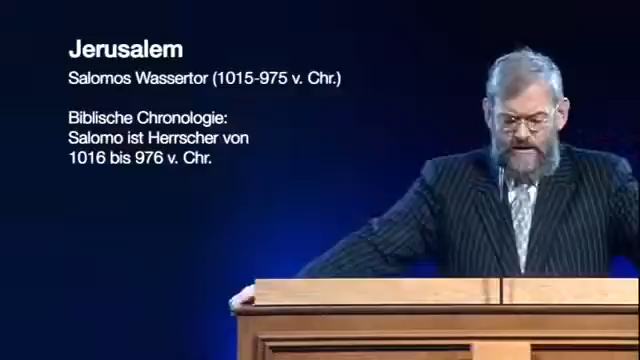 Jerusalem
Salomos Wassertor (1015-975 v. Chr.)
Biblische Chronologie:
Salomo ist Herrscher von
1016 bis 976 v. Chr.